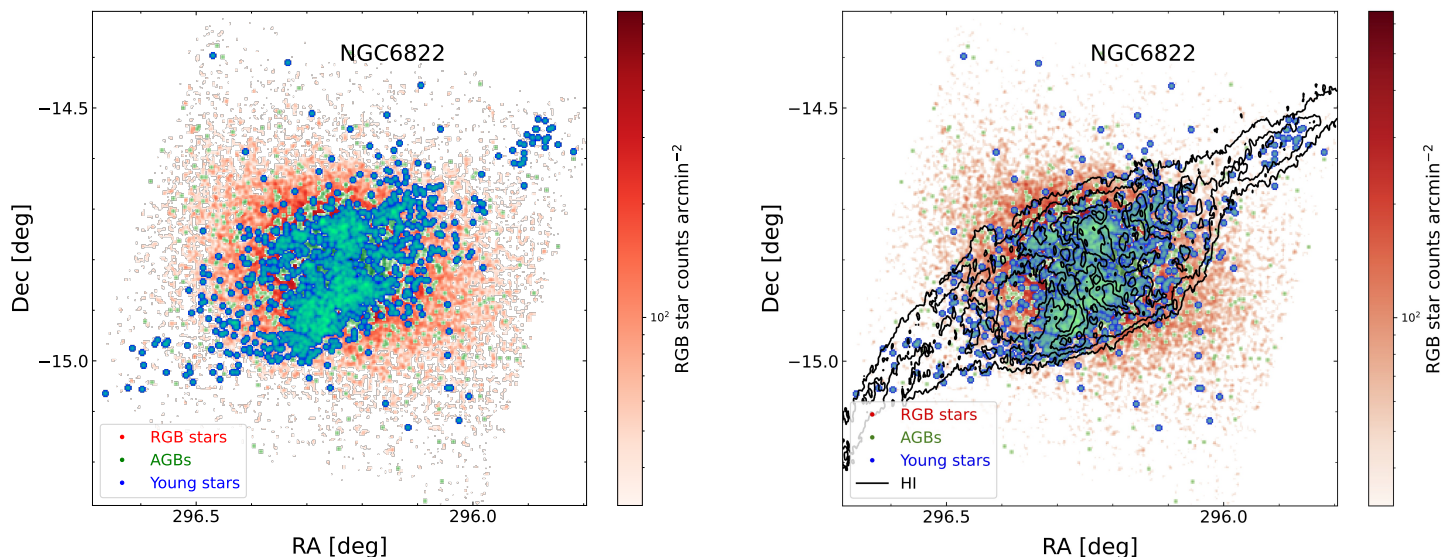 NGC6822
−14.5
−15.0
Dec [deg]
296.5
296.0
RA [deg]
RGB stars
AGBs
Young stars
10²
RGB star counts arcmin⁻²
NGC6822
−14.5
−15.0
Dec [deg]
296.5
296.0
RA [deg]
RGB stars
AGBs
Young stars
HI
10²
RGB star counts arcmin⁻²